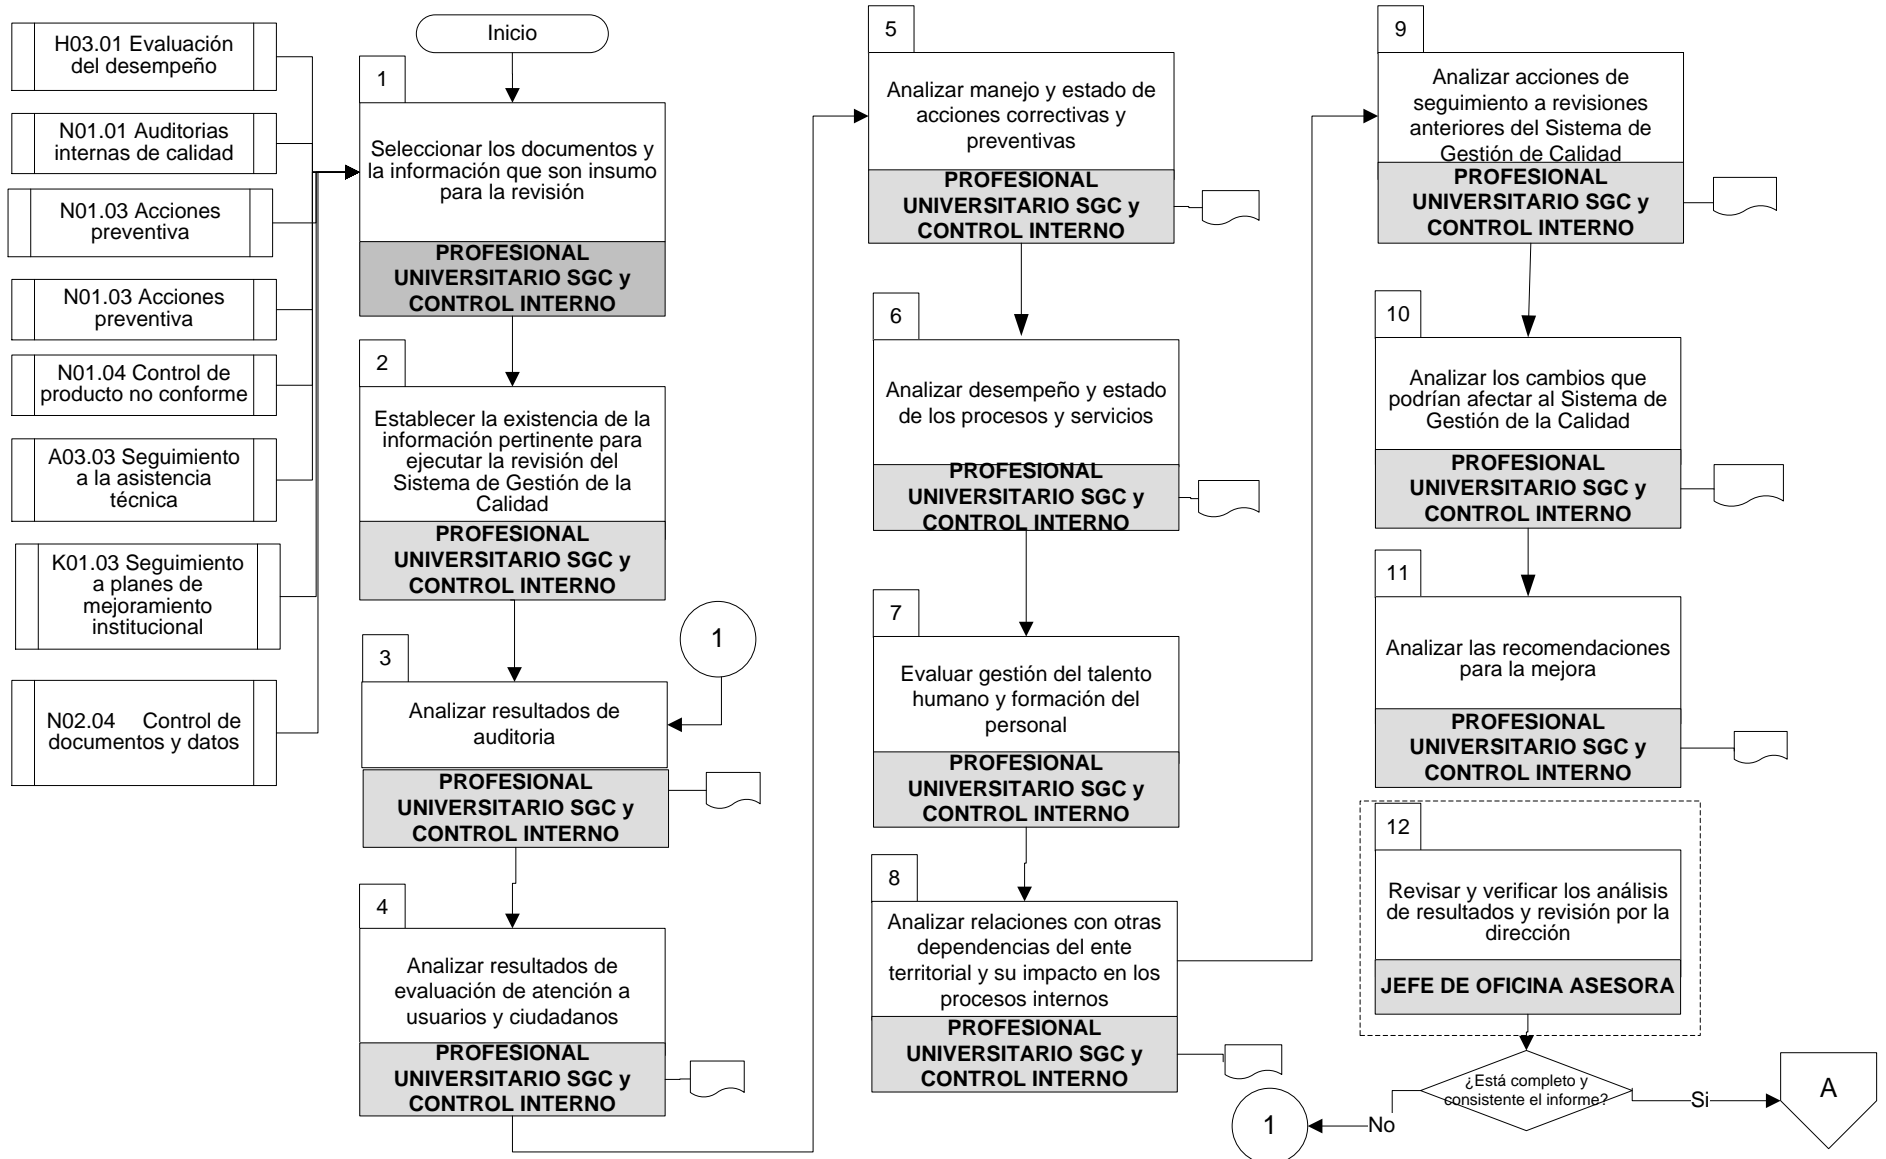 H03.01 Evaluación
del desempeño
N01.01 Auditorias
internas de calidad
N01.03 Acciones
preventiva
N01.03 Acciones
preventiva
N01.04 Control de
producto no conforme
A03.03 Seguimiento
a la asistencia
técnica
K01.03 Seguimiento
a planes de
mejoramiento
institucional
N02.04 Control de
documentos y datos
Inicio
1
Seleccionar los documentos y
la información que son insumo
para la revisión
PROFESIONAL
UNIVERSITARIO SGC y
CONTROL INTERNO
2
Establecer la existencia de la
información pertinente para
ejecutar la revisión del
Sistema de Gestión de la
Calidad
PROFESIONAL
UNIVERSITARIO SGC y
CONTROL INTERNO
1
3
Analizar resultados de
auditoria
PROFESIONAL
UNIVERSITARIO SGC y
CONTROL INTERNO
4
Analizar resultados de
evaluación de atención a
usuarios y ciudadanos
PROFESIONAL
UNIVERSITARIO SGC y
CONTROL INTERNO
5
Analizar manejo y estado de
acciones correctivas y
preventivas
PROFESIONAL
UNIVERSITARIO SGC y
CONTROL INTERNO
6
Analizar desempeño y estado
de los procesos y servicios
PROFESIONAL
UNIVERSITARIO SGC y
CONTROL INTERNO
7
Evaluar gestión del talento
humano y formación del
personal
PROFESIONAL
UNIVERSITARIO SGC y
CONTROL INTERNO
8
Analizar relaciones con otras
dependencias del ente
territorial y su impacto en los
procesos internos
PROFESIONAL
UNIVERSITARIO SGC y
CONTROL INTERNO
9
Analizar acciones de
seguimiento a revisiones
anteriores del Sistema de
Gestión de Calidad
PROFESIONAL
UNIVERSITARIO SGC y
CONTROL INTERNO
10
Analizar los cambios que
podrían afectar al Sistema de
Gestión de la Calidad
PROFESIONAL
UNIVERSITARIO SGC y
CONTROL INTERNO
11
Analizar las recomendaciones
para la mejora
PROFESIONAL
UNIVERSITARIO SGC y
CONTROL INTERNO
12
Revisar y verificar los análisis
de resultados y revisión por la
dirección
JEFE DE OFICINA ASESORA
¿Está completo y
consistente el informe?
No
1
Si
A